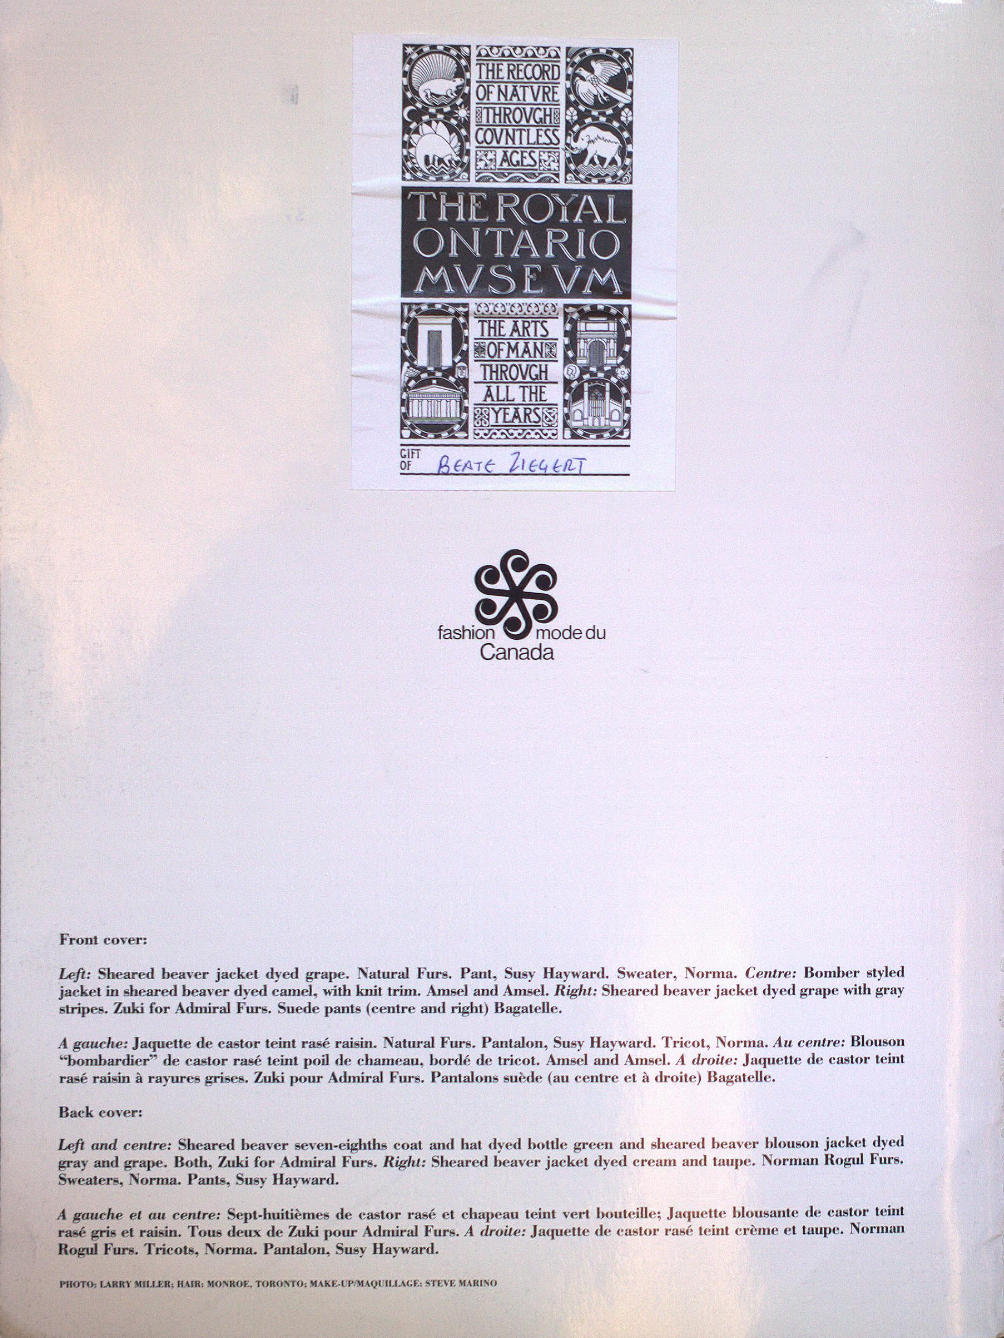 THE RECORD
OF NATVRE
THROVGH
COVNTLESS
AGES
THE ROYAL
ONTARIO
MVSEVM
THE ARTS
OF MAN
THROVGH
ALL THE
YEARS
GIFT
OF BEATE ZIEGERT
fashion mode du
Canada
Front cover:
Left: Sheared beaver jacket dyed grape. Natural Furs. Pant, Susy Hayward. Sweater, Norma. Centre: Bomber styled
jacket in sheared beaver dyed camel, with knit trim. Amsel and Amsel. Right: Sheared beaver jacket dyed grape with gray
stripes. Zuki for Admiral Furs. Suede pants (centre and right) Bagatelle.
A gauche: Jaquette de castor teint rasé raisin. Natural Furs. Pantalon, Susy Hayward. Tricot, Norma. Au centre: Blouson
“bombardier” de castor rasé teint poil de chameau, bordé de tricot. Amsel and Amsel. A droite: Jaquette de castor teint
rasé raisin à rayures grises. Zuki pour Admiral Furs. Pantalons suède (au centre et à droite) Bagatelle.
Back cover:
Left and centre: Sheared beaver seven-eighths coat and hat dyed bottle green and sheared beaver blouson jacket dyed
gray and grape. Both, Zuki for Admiral Furs. Right: Sheared beaver jacket dyed cream and taupe. Norman Rogul Furs.
Sweaters, Norma. Pants, Susy Hayward.
A gauche et au centre: Sept-huitièmes de castor rasé et chapeau teint vert bouteille; Jaquette blousante de castor teint
rasé gris et raisin. Tous deux de Zuki pour Admiral Furs. A droite: Jaquette de castor rasé teint crème et taupe. Norman
Rogul Furs. Tricots, Norma. Pantalon, Susy Hayward.
PHOTO: LARRY MILLER; HAIR: MONROE, TORONTO; MAKE-UP/MAQUILLAGE: STEVE MARINO